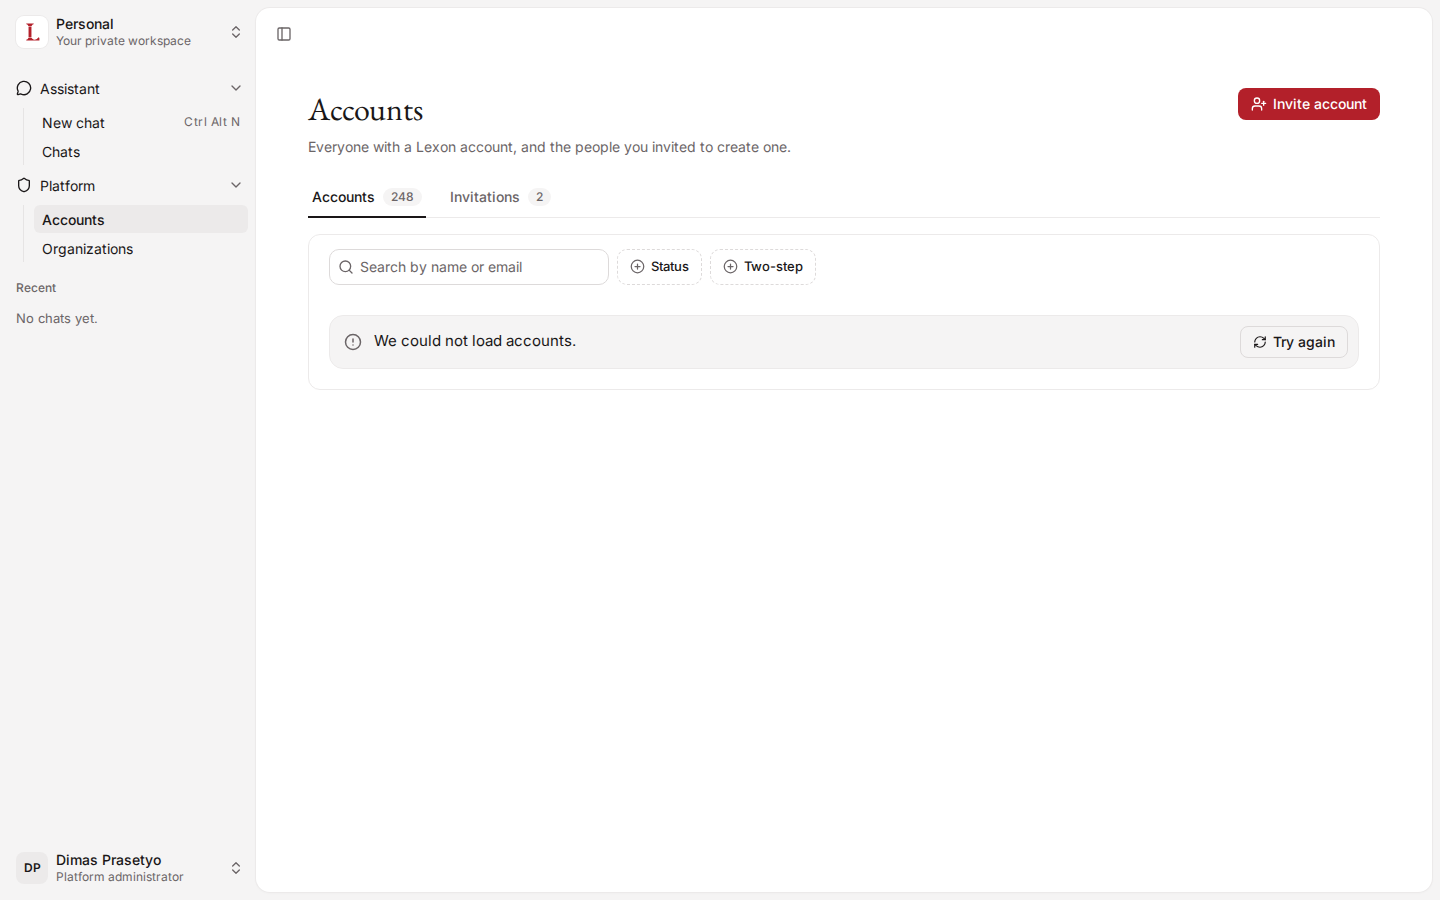 L
Personal
Your private workspace
Assistant
New chat Ctrl Alt N
Chats
Platform
Accounts
Organizations
Recent
No chats yet.
DP
Dimas Prasetyo
Platform administrator
Accounts
Invite account
Everyone with a Lexon account, and the people you invited to create one.
Accounts 248 Invitations 2
Search by name or email Status Two-step
We could not load accounts. Try again